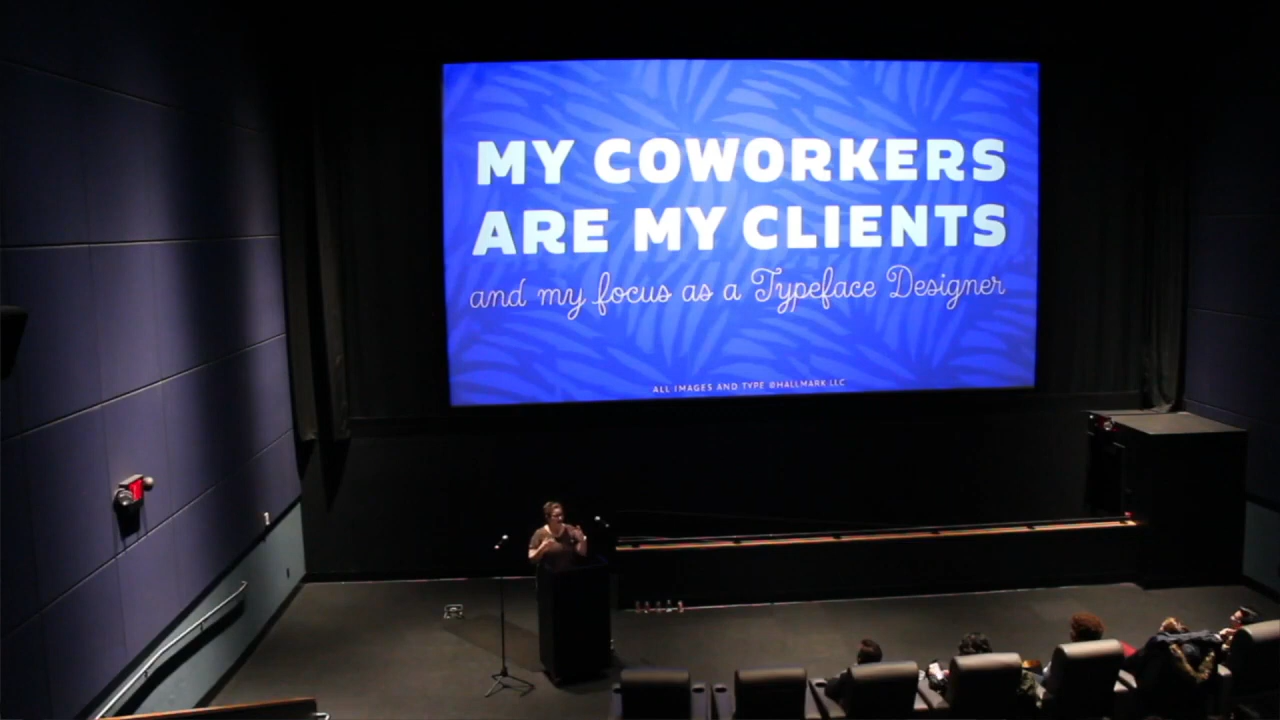 MY COWORKERS
ARE MY CLIENTS
and my focus as a Typeface Designer
ALL IMAGES AND TYPE @HALLMARK LLC